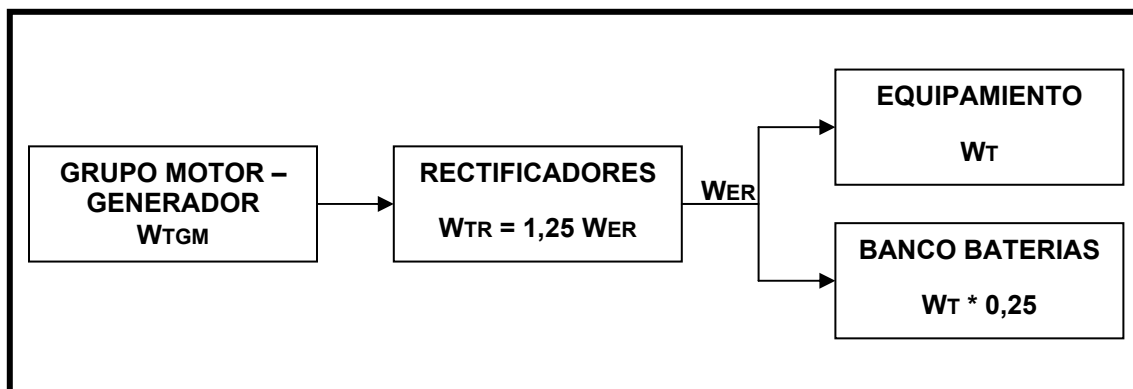 GRUPO MOTOR –
GENERADOR
WTGM
RECTIFICADORES
WTR = 1,25 WER
WER
EQUIPAMIENTO
WT
BANCO BATERIAS
WT * 0,25